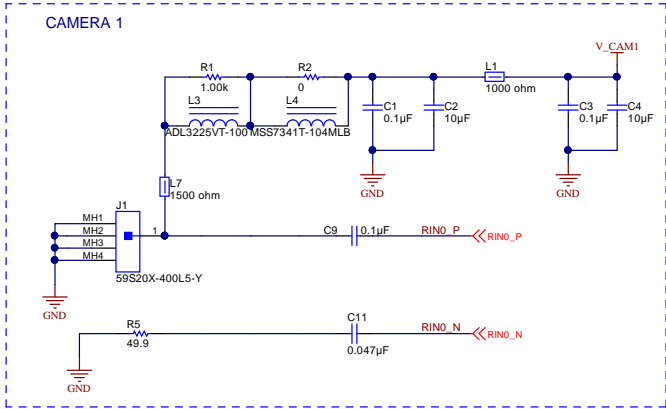 CAMERA 1
V_CAM1
R1
1.00k
R2
0
L1
1000 ohm
L3
ADL3225VT-100
L4
MSS7341T-104MLB
C1
0.1µF
C2
10µF
C3
0.1µF
C4
10µF
GND
GND
L7
1500 ohm
J1
MH1
MH2
MH3
MH4
1
59S20X-400L5-Y
C9
0.1µF
RIN0_P
RIN0_P
GND
R5
49.9
C11
0.047µF
RIN0_N
RIN0_N
GND